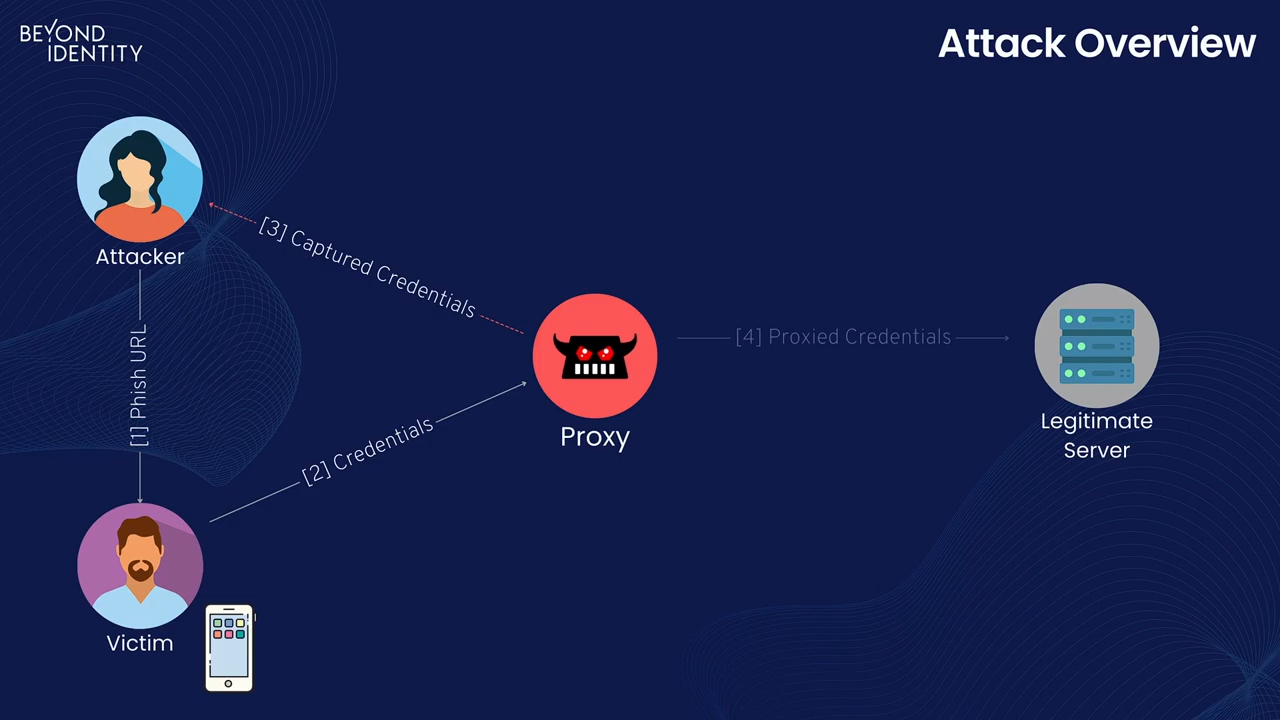 BEYOND
IDENTITY
Attack Overview
Attacker
[3] Captured Credentials
[1] Phish URL
[4] Proxied Credentials
Legitimate
Server
Proxy
[2] Credentials
Victim